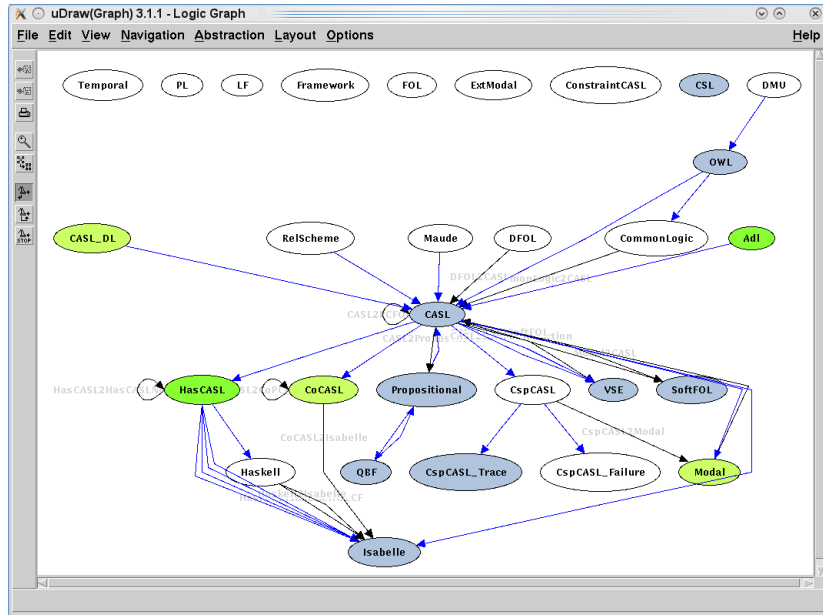 uDraw(Graph) 3.1.1 - Logic Graph
File Edit View Navigation Abstraction Layout Options Help
Temporal PL LF Framework FOL ExtModal ConstraintCASL CSL DMU
OWL
CASL_DL RelScheme Maude DFOL CommonLogic Adl
DFOL2CASL
CASL
HasCASL CoCASL Propositional CspCASL VSE SoftFOL
CoCASL2Isabelle CspCASL2Modal
Haskell QBF CspCASL_Trace CspCASL_Failure Modal
Isabelle
STOP